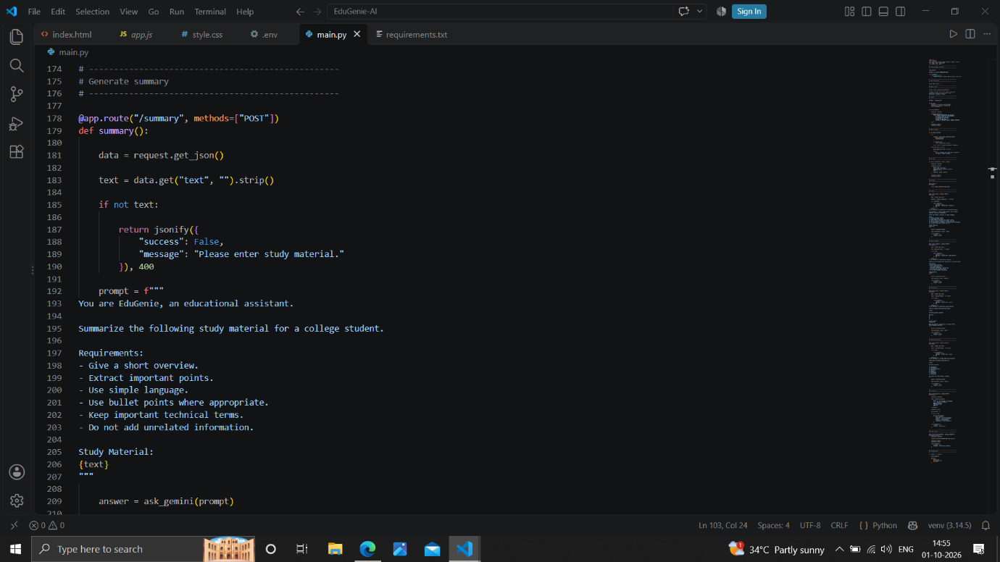 File Edit Selection View Go Run Terminal Help
EduGenie-AI
Sign In
index.html
JS app.js
# style.css
.env
main.py
requirements.txt
main.py
174 # --------------------------------------------------
175 # Generate summary
176 # --------------------------------------------------
177
178 @app.route("/summary", methods=["POST"])
179 def summary():
180
181     data = request.get_json()
182
183     text = data.get("text", "").strip()
184
185     if not text:
186
187         return jsonify({
188             "success": False,
189             "message": "Please enter study material."
190         }), 400
191
192     prompt = f"""
193 You are EduGenie, an educational assistant.
194
195 Summarize the following study material for a college student.
196
197 Requirements:
198 - Give a short overview.
199 - Extract important points.
200 - Use simple language.
201 - Use bullet points where appropriate.
202 - Keep important technical terms.
203 - Do not add unrelated information.
204
205 Study Material:
206 {text}
207 """
208
209     answer = ask_gemini(prompt)
210
0 0
Ln 103, Col 24 Spaces: 4 UTF-8 CRLF { } Python venv (3.14.5)
Type here to search
1
34°C Partly sunny
ENG
14:55
01-10-2026